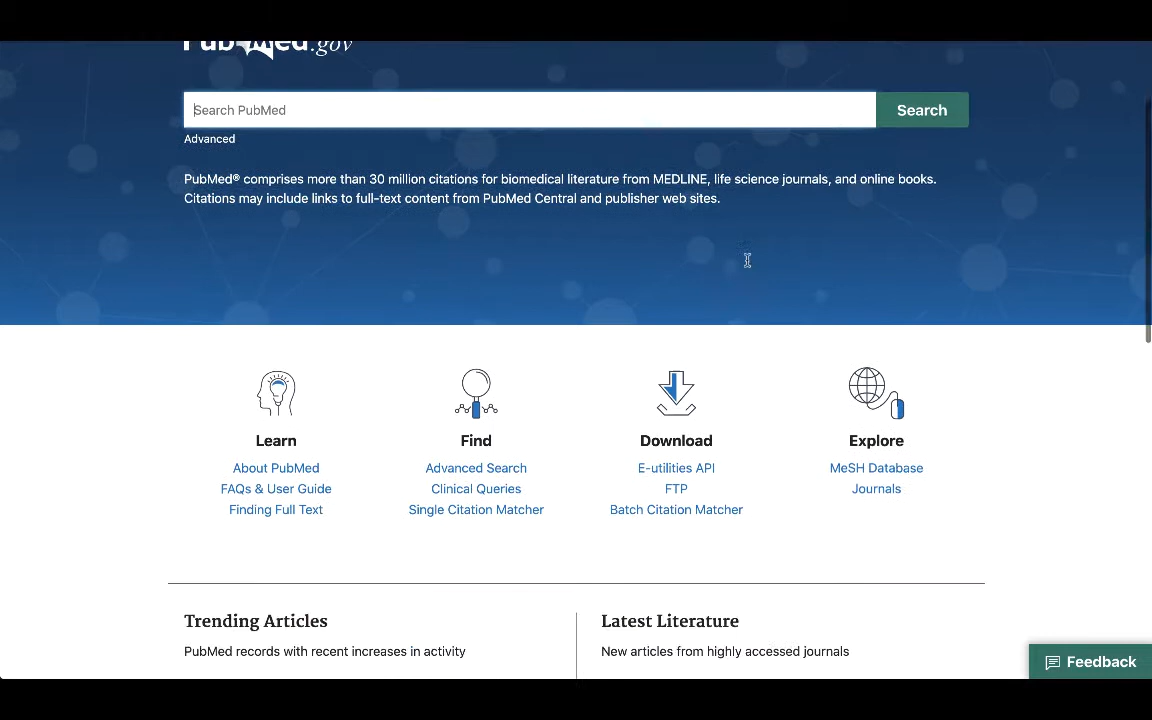 PubMed.gov
Search PubMed
Search
Advanced
PubMed® comprises more than 30 million citations for biomedical literature from MEDLINE, life science journals, and online books.
Citations may include links to full-text content from PubMed Central and publisher web sites.
Learn
About PubMed
FAQs & User Guide
Finding Full Text
Find
Advanced Search
Clinical Queries
Single Citation Matcher
Download
E-utilities API
FTP
Batch Citation Matcher
Explore
MeSH Database
Journals
Trending Articles
PubMed records with recent increases in activity
Latest Literature
New articles from highly accessed journals
Feedback